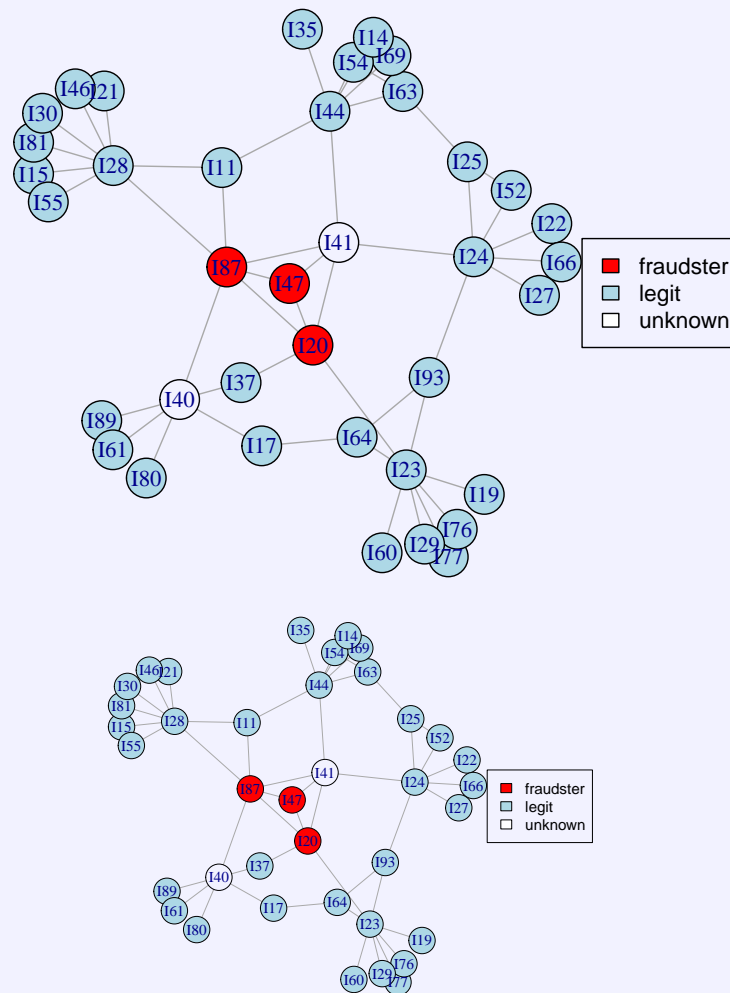 I35
I14
I69
I54
I46
I21
I63
I30
I44
I81
I25
I28
I11
I15
I52
I55
I22
I41
I24
I66
I87
I47
I27
fraudster
legit
unknown
I20
I93
I37
I40
I89
I64
I17
I61
I23
I80
I19
I76
I29
I60
I77
I35
I14
I69
I54
I46
I21
I63
I30
I44
I81
I25
I28
I11
I15
I52
I55
I22
I41
I24
I66
I87
I47
I27
fraudster
legit
unknown
I20
I93
I37
I40
I89
I64
I17
I61
I23
I80
I19
I76
I29
I60
I77